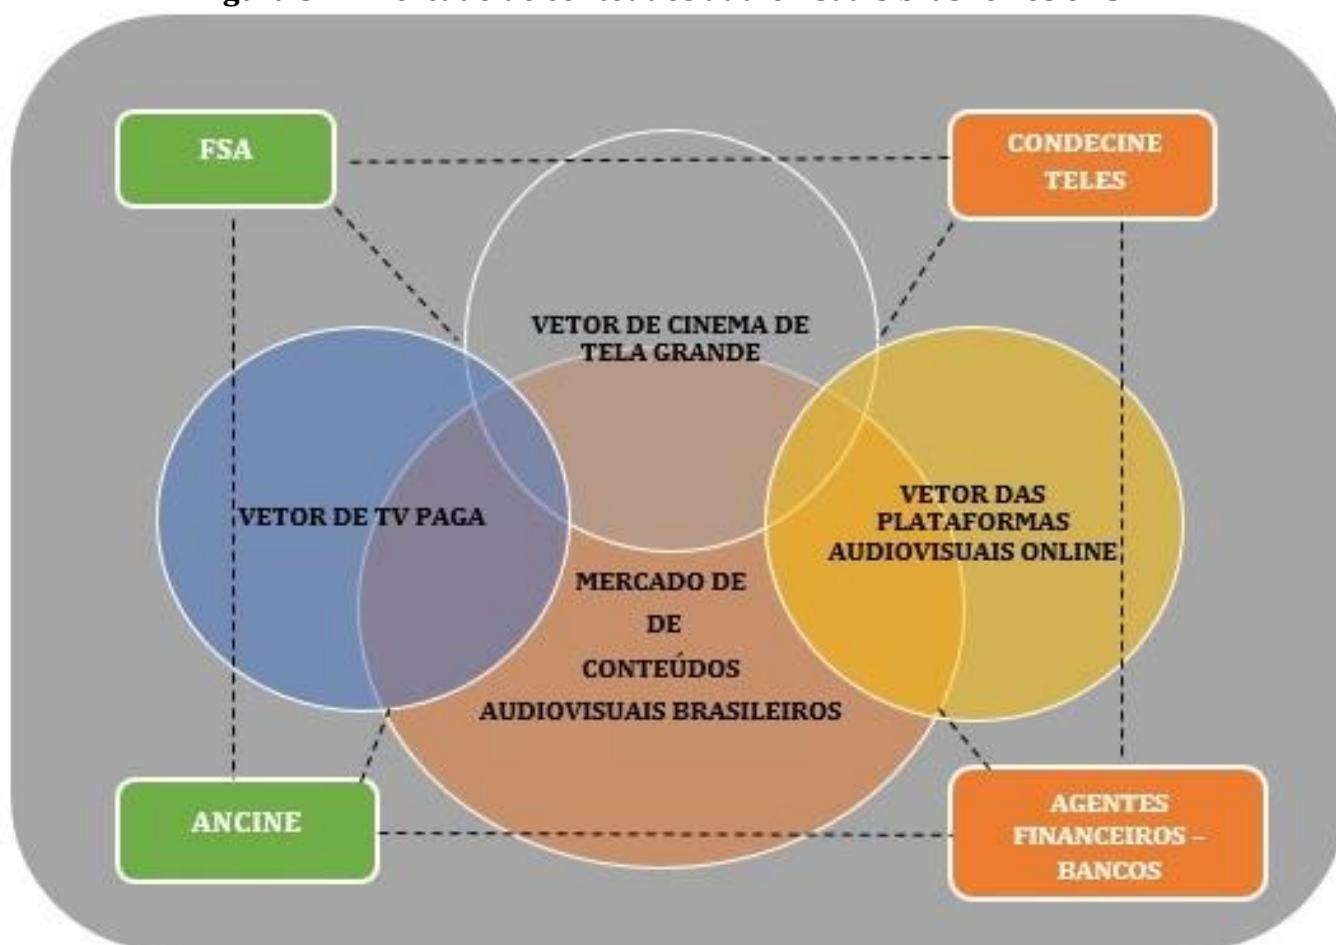 FSA
CONDECINE
TELES
VETOR DE CINEMA DE
TELA GRANDE
VETOR DE TV PAGA
VETOR DAS
PLATAFORMAS
AUDIOVISUAIS ONLINE
MERCADO DE
DE
CONTEÚDOS
AUDIOVISUAIS BRASILEIROS
ANCINE
AGENTES
FINANCEIROS –
BANCOS